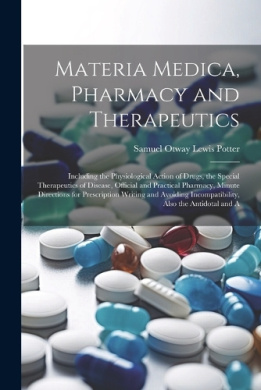 Materia Medica,
Pharmacy and
Therapeutics
Samuel Otway Lewis Potter
Including the Physiological Action of Drugs, the Special
Therapeutics of Disease, Official and Practical Pharmacy, Minute
Directions for Prescription Writing and Avoiding Incompatibility,
Also the Antidotal and A